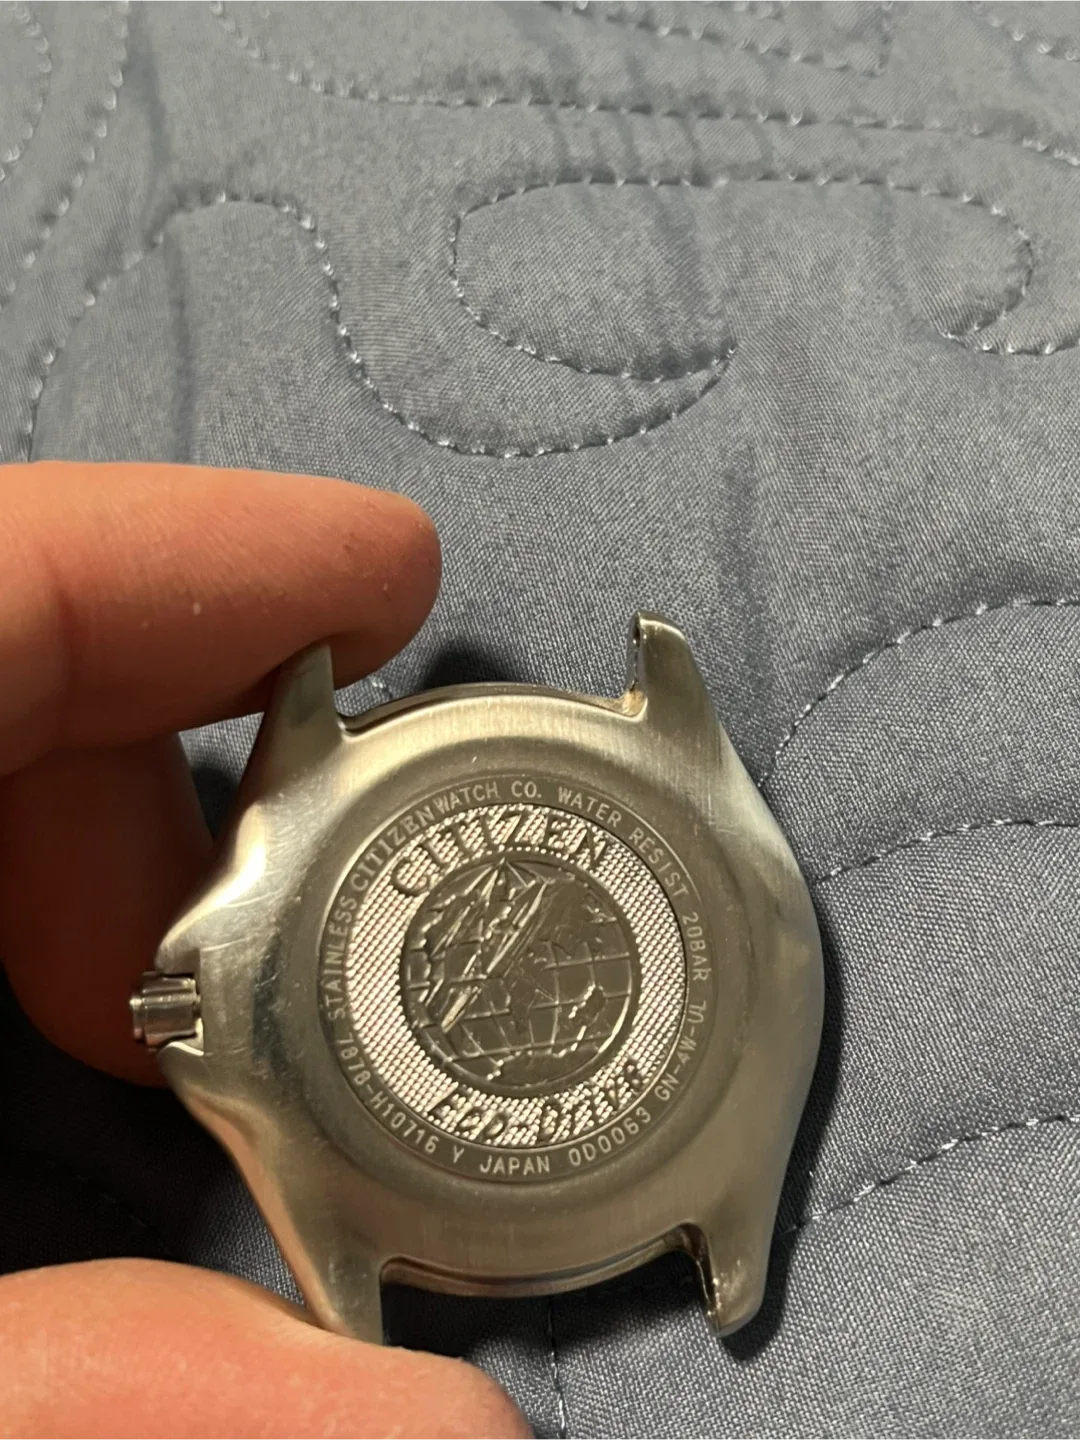 CITIZEN WATCH CO. WATER RESIST 20BAR
GN-4W-UL
0D0063
JAPAN
7878-H10716 Y
STAINLESS
CITIZEN
ECO-DRIVE